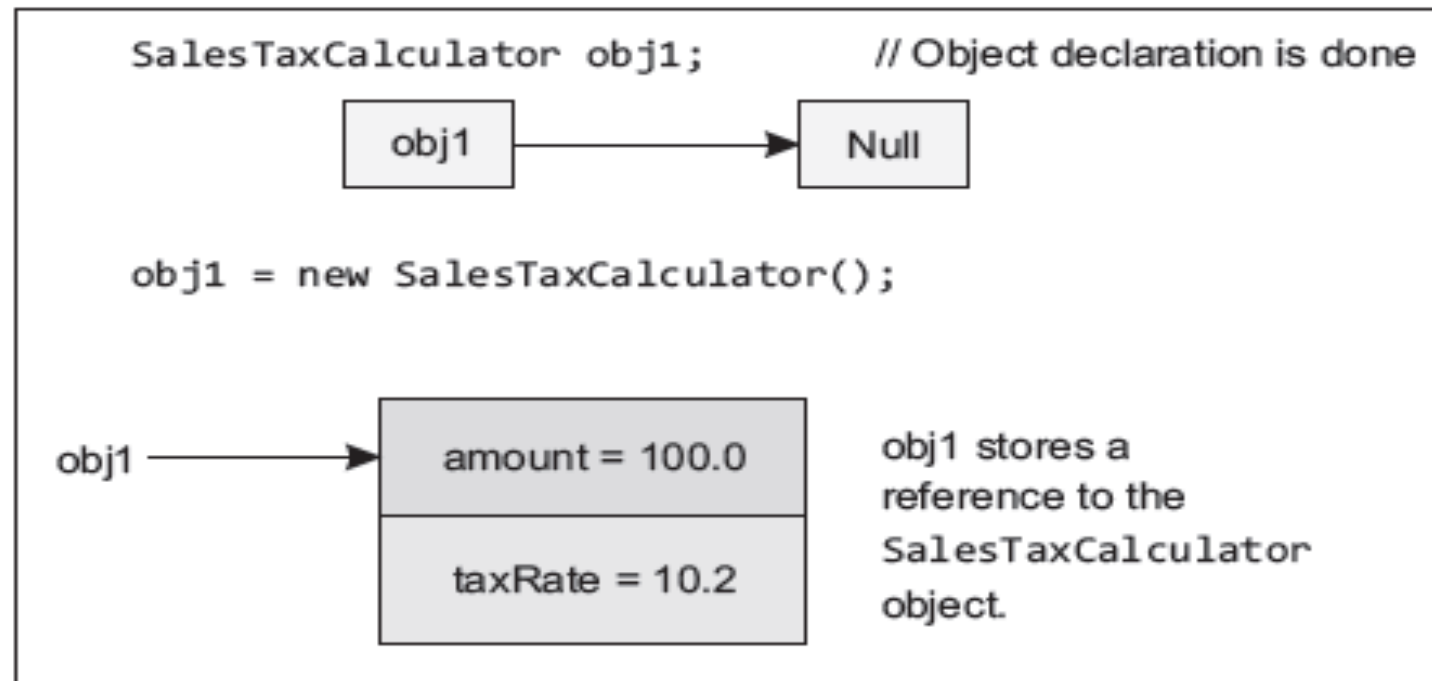 SalesTaxCalculator obj1; // Object declaration is done
obj1 Null
obj1 = new SalesTaxCalculator();
obj1
amount = 100.0
taxRate = 10.2
obj1 stores a
reference to the
SalesTaxCalculator
object.